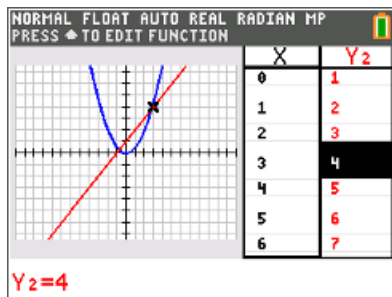 NORMAL FLOAT AUTO REAL RADIAN MP
PRESS ⬘ TO EDIT FUNCTION
X Y2
0 1
1 2
2 3
3 4
4 5
5 6
6 7
Y2=4